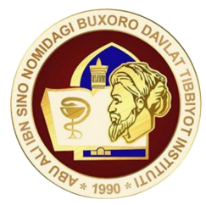 ABU ALI IBN SINO NOMIDAGI BUXORO DAVLAT TIBBIYOT INSTITUTI
* 1990 *